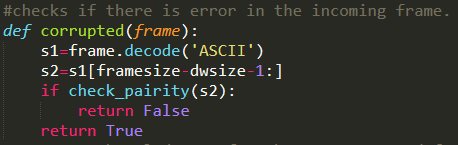 #checks if there is error in the incoming frame.
def corrupted(frame):
    s1=frame.decode('ASCII')
    s2=s1[framesize-dwsize-1:]
    if check_pairity(s2):
        return False
    return True